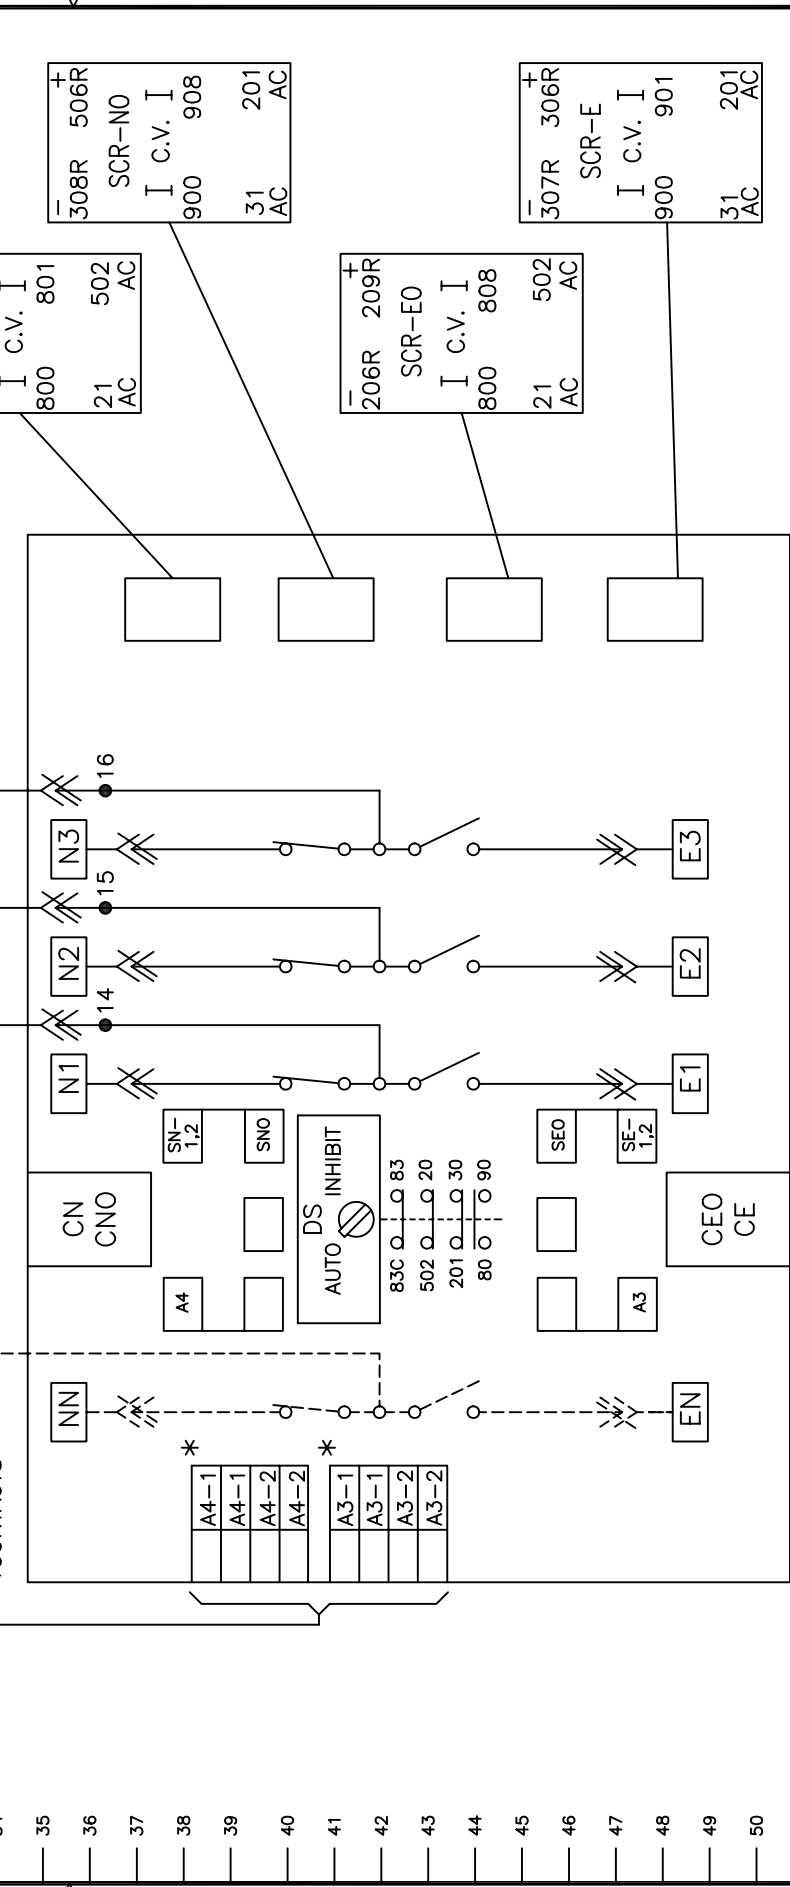 − 308R 506R +
SCR−NO
I C.V. I
900 908
31 201
AC AC
− 307R 306R +
SCR−E
I C.V. I
900 901
31 201
AC AC
I C.V. I
800 801
21 502
AC AC
− 206R 209R +
SCR−EO
I C.V. I
800 808
21 502
AC AC
16
N3
E3
15
N2
E2
14
N1
E1
SN−
1,2
SNO
SEO
SE−
1,2
CN
CNO
DS
AUTO INHIBIT
83C 83
502 20
201 30
80 90
CEO
CE
A4
A3
NN
EN
*
A4−1
A4−1
A4−2
A4−2
*
A3−1
A3−1
A3−2
A3−2
35
36
37
38
39
40
41
42
43
44
45
46
47
48
49
50